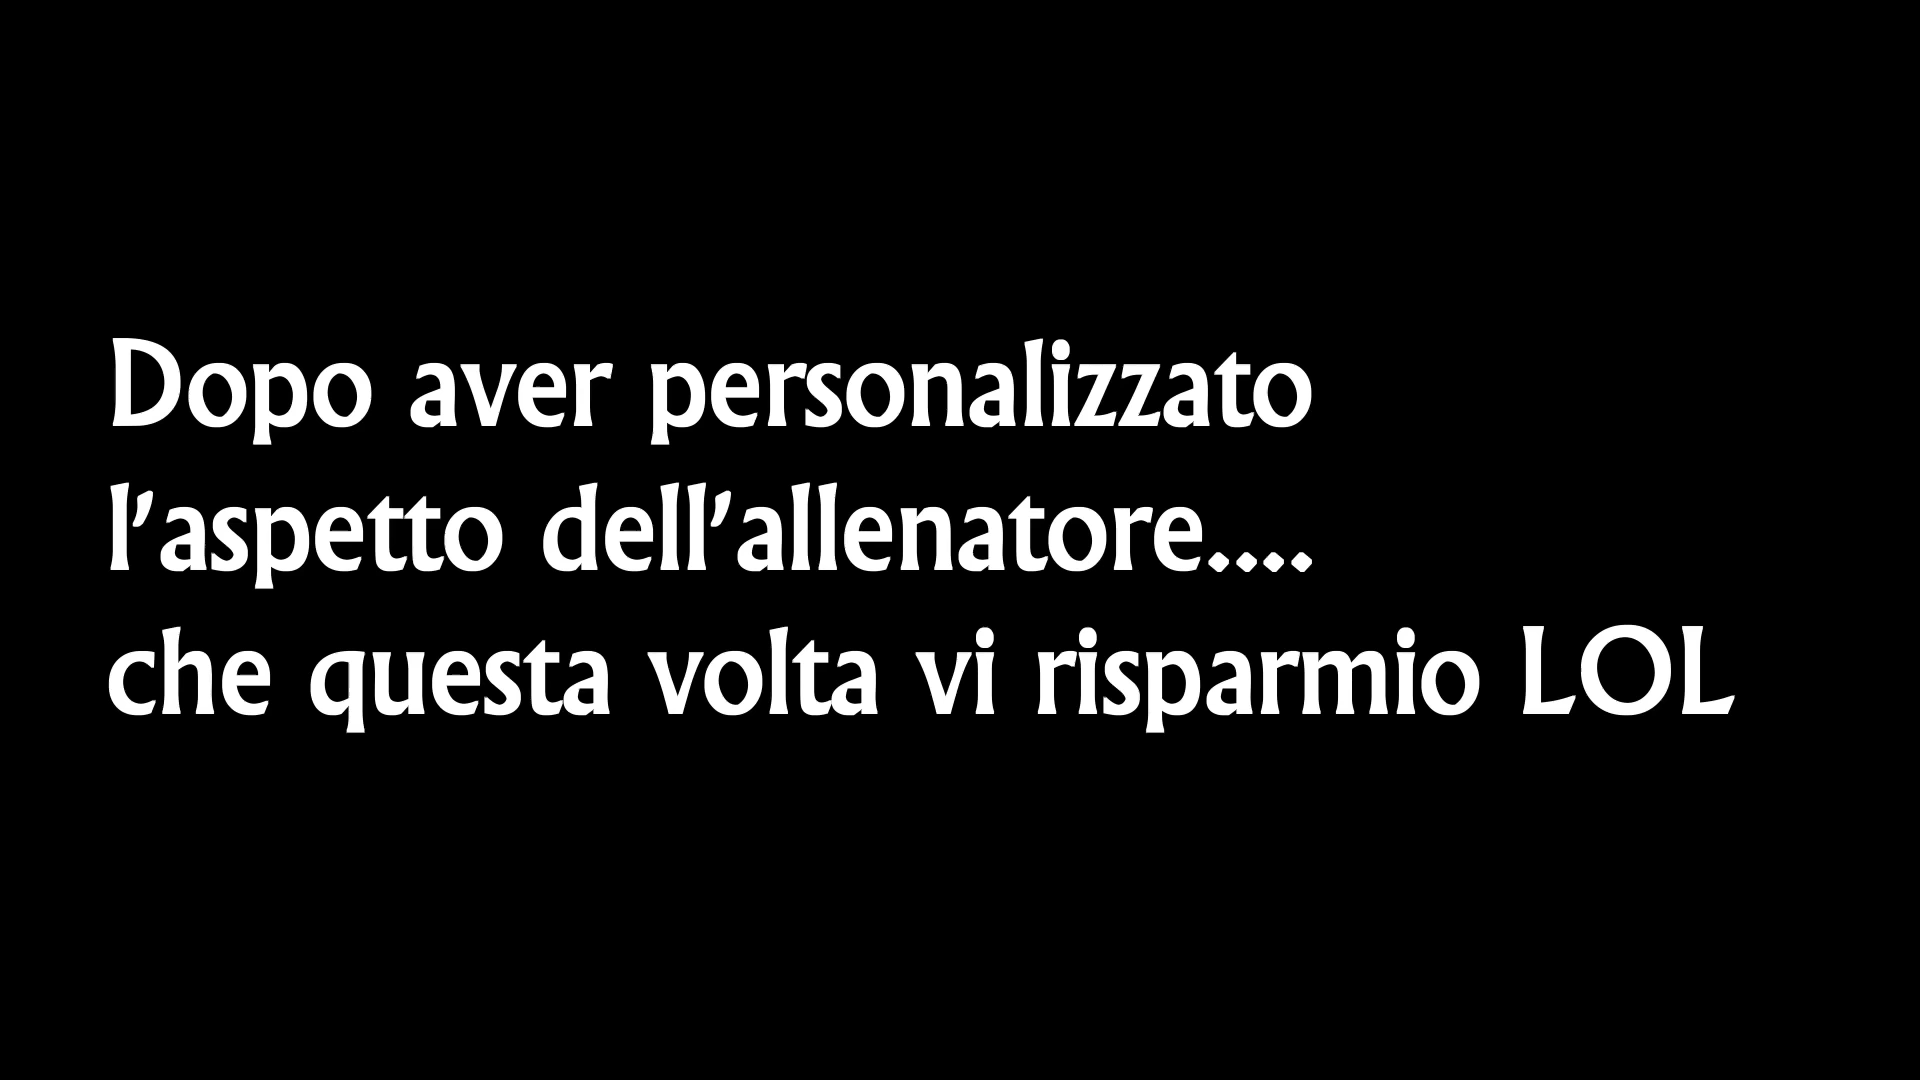 Dopo aver personalizzato
l'aspetto dell'allenatore....
che questa volta vi risparmio LOL